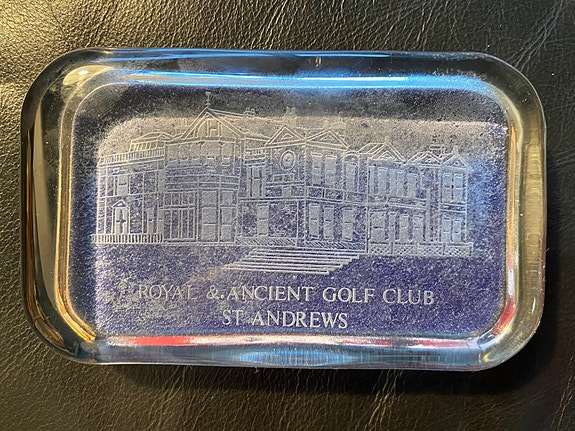 ROYAL & ANCIENT GOLF CLUB
ST ANDREWS